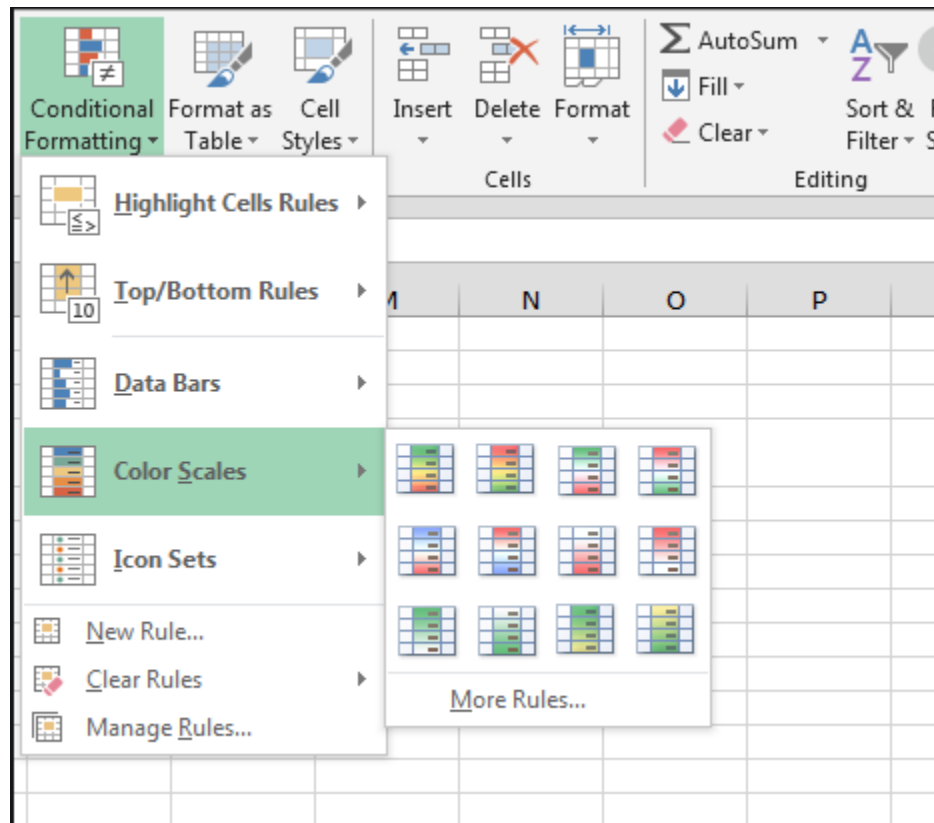 Conditional Formatting
Format as Table
Cell Styles
Insert
Delete
Format
AutoSum
Fill
Clear
Sort &
Filter
Cells
Editing
Highlight Cells Rules
Top/Bottom Rules
10
Data Bars
Color Scales
Icon Sets
New Rule...
Clear Rules
Manage Rules...
More Rules...
N
O
P